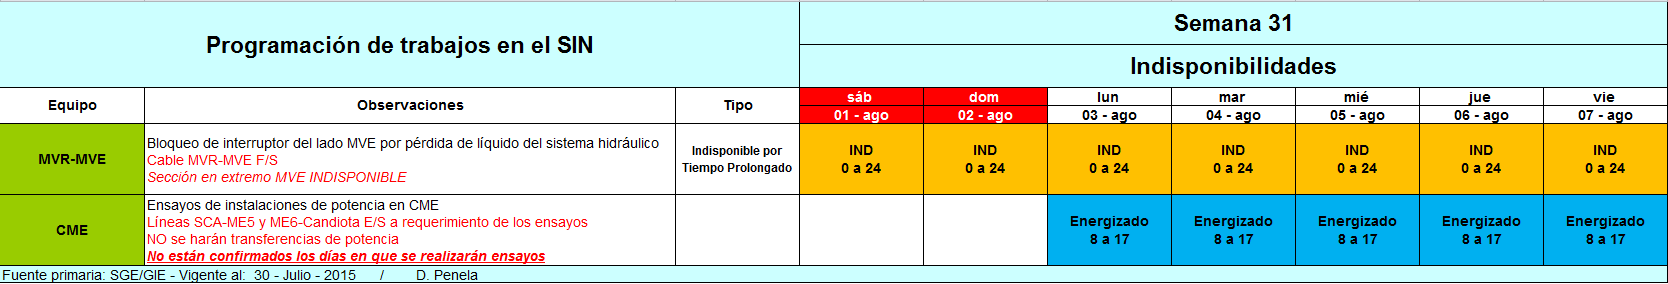 Programación de trabajos en el SIN
Semana 31
Indisponibilidades
Equipo Observaciones Tipo sáb dom lun mar mié jue vie
01 - ago 02 - ago 03 - ago 04 - ago 05 - ago 06 - ago 07 - ago
MVR-MVE
Bloqueo de interruptor del lado MVE por pérdida de líquido del sistema hidráulico
Cable MVR-MVE F/S
Sección en extremo MVE INDISPONIBLE
Indisponible por
Tiempo Prolongado
IND IND IND IND IND IND IND
0 a 24 0 a 24 0 a 24 0 a 24 0 a 24 0 a 24 0 a 24
CME
Ensayos de instalaciones de potencia en CME
Líneas SCA-ME5 y ME6-Candiota E/S a requerimiento de los ensayos
NO se harán transferencias de potencia
No están confirmados los días en que se realizarán ensayos
Energizado Energizado Energizado Energizado Energizado
8 a 17 8 a 17 8 a 17 8 a 17 8 a 17
Fuente primaria: SGE/GIE - Vigente al: 30 - Julio - 2015 / D. Penela